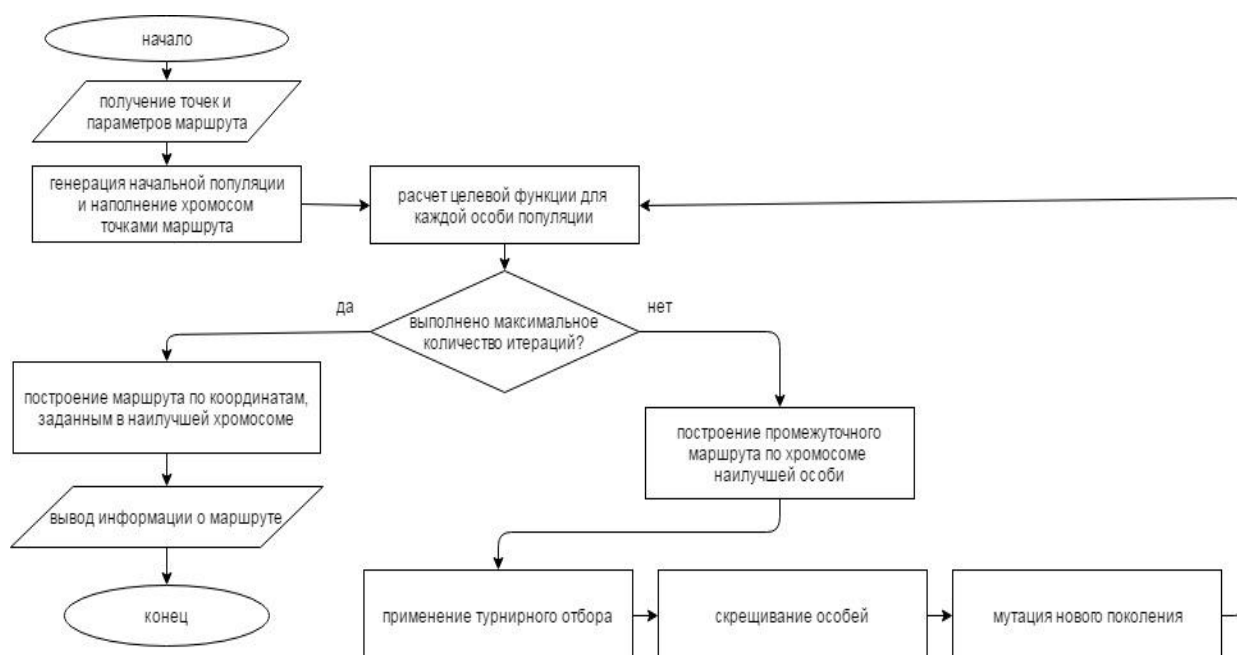 начало
получение точек и
параметров маршрута
генерация начальной популяции
и наполнение хромосом
точками маршрута
расчет целевой функции для
каждой особи популяции
да
нет
выполнено максимальное
количество итераций?
построение маршрута по координатам,
заданным в наилучшей хромосоме
построение промежуточного
маршрута по хромосоме
наилучшей особи
вывод информации о маршруте
конец
применение турнирного отбора
скрещивание особей
мутация нового поколения